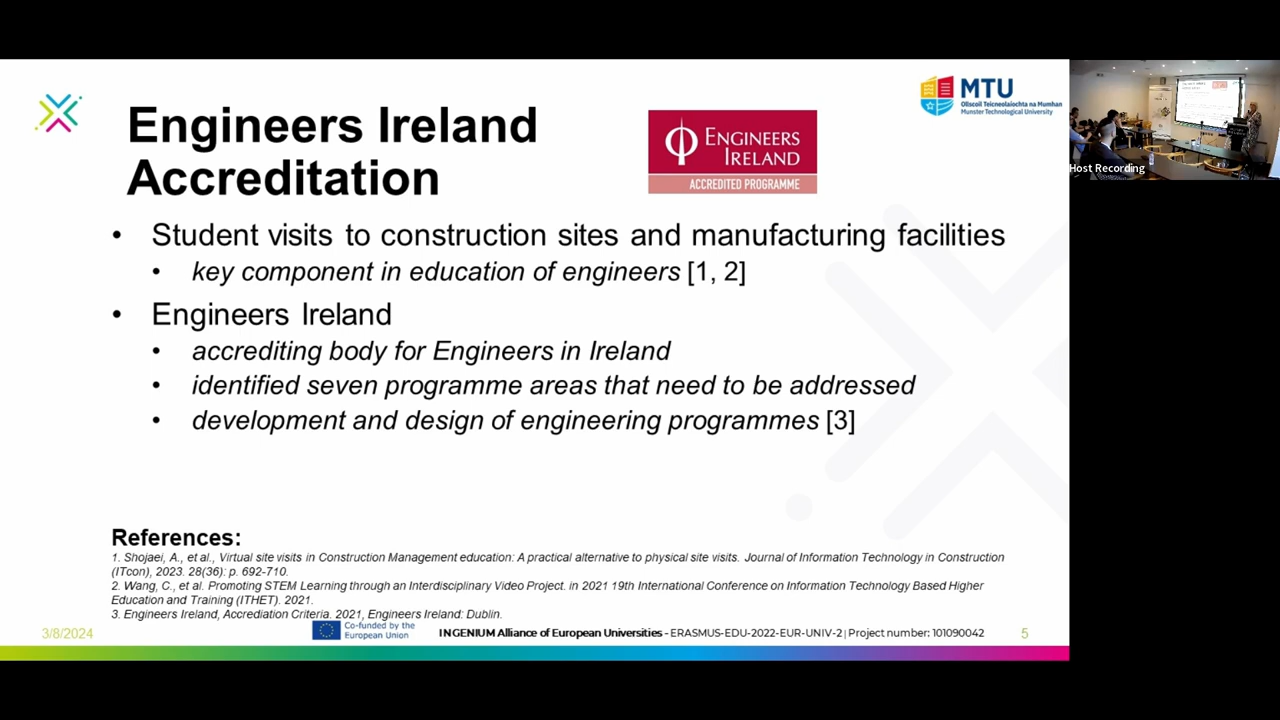 MTU
Ollscoil Teicneolaíochta na Mumhan
Munster Technological University
Engineers Ireland
Accreditation
ENGINEERS
IRELAND
ACCREDITED PROGRAMME
Host Recording
• Student visits to construction sites and manufacturing facilities
• key component in education of engineers [1, 2]
• Engineers Ireland
• accrediting body for Engineers in Ireland
• identified seven programme areas that need to be addressed
• development and design of engineering programmes [3]
References:
1. Shojaei, A., et al., Virtual site visits in Construction Management education: A practical alternative to physical site visits. Journal of Information Technology in Construction
(ITcon), 2023. 28(36): p. 692-710.
2. Wang, C., et al. Promoting STEM Learning through an Interdisciplinary Video Project. in 2021 19th International Conference on Information Technology Based Higher
Education and Training (ITHET). 2021.
3. Engineers Ireland, Accrediation Criteria. 2021, Engineers Ireland: Dublin.
3/8/2024
Co-funded by the
European Union
INGENIUM Alliance of European Universities - ERASMUS-EDU-2022-EUR-UNIV-2 | Project number: 101090042
5